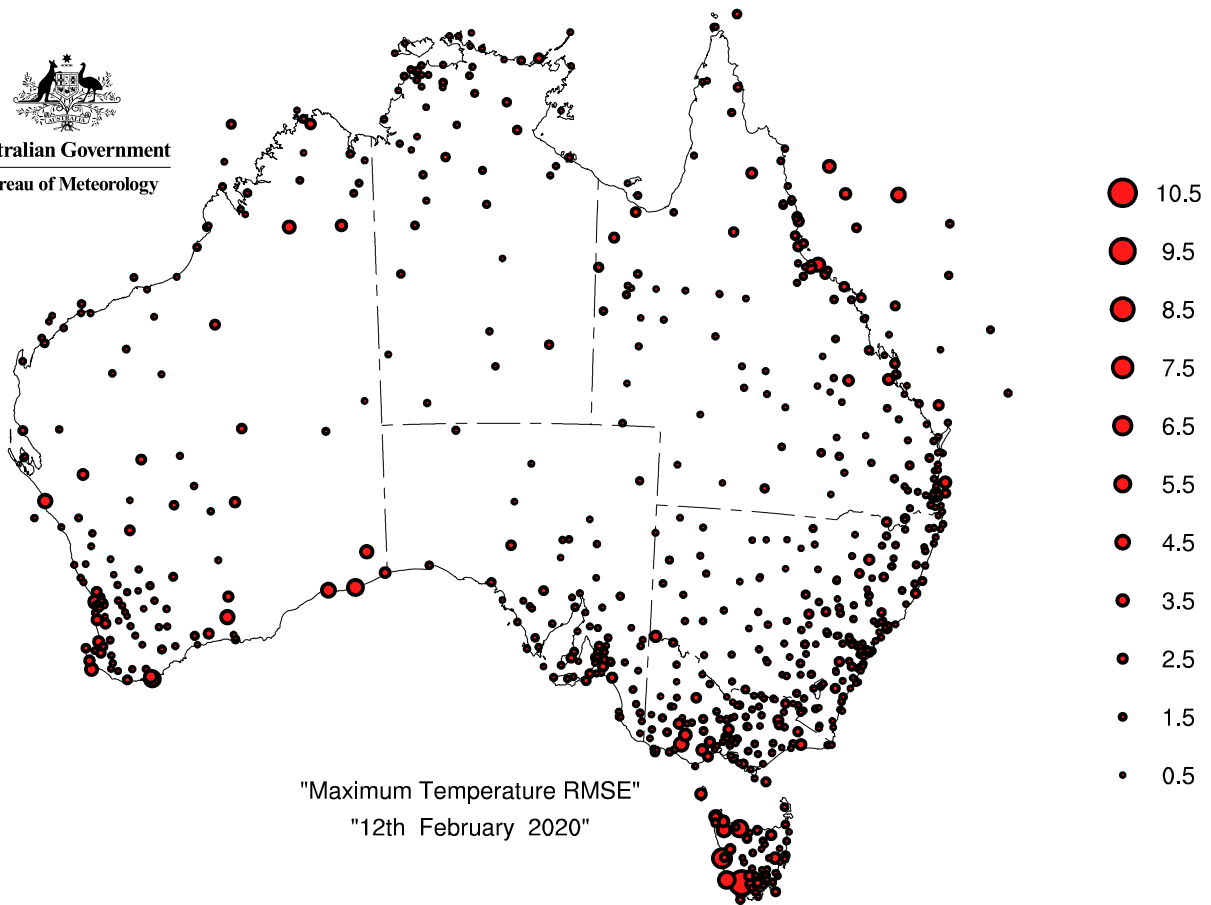 AUSTRALIA
tralian Government
reau of Meteorology
10.5
9.5
8.5
7.5
6.5
5.5
4.5
3.5
2.5
1.5
0.5
"Maximum Temperature RMSE"
"12th February 2020"